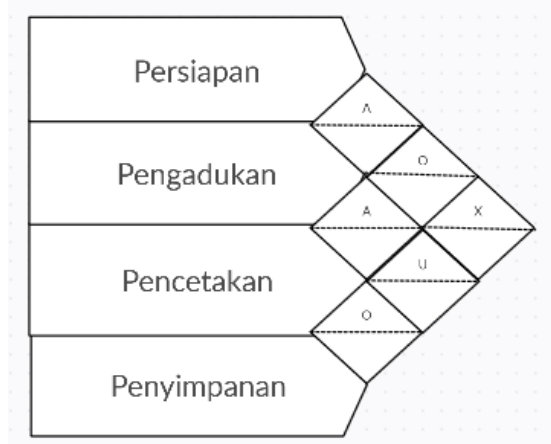 Persiapan
A
O
Pengadukan
A
X
Pencetakan
U
O
Penyimpanan